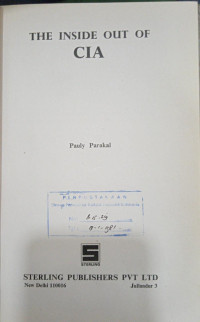 THE INSIDE OUT OF
CIA
Pauly Parakal
S
STERLING
STERLING PUBLISHERS PVT LTD
New Delhi 110016 Jullundur 3